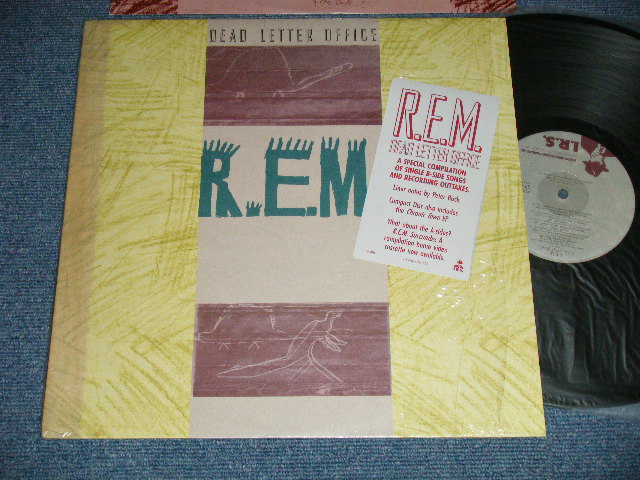 DEAD LETTER OFFICE
R.E.M
R.E.M.
DEAD LETTER OFFICE
A SPECIAL COMPILATION
OF SINGLE B-SIDE SONGS
AND RECORDING OUTTAKES.
Liner notes by Peter Buck
Compact Disc also includes
the Chronic Town EP
What about the A-sides?
R.E.M. Succumbs: A
compilation home video
cassette now available.
I.R.S.